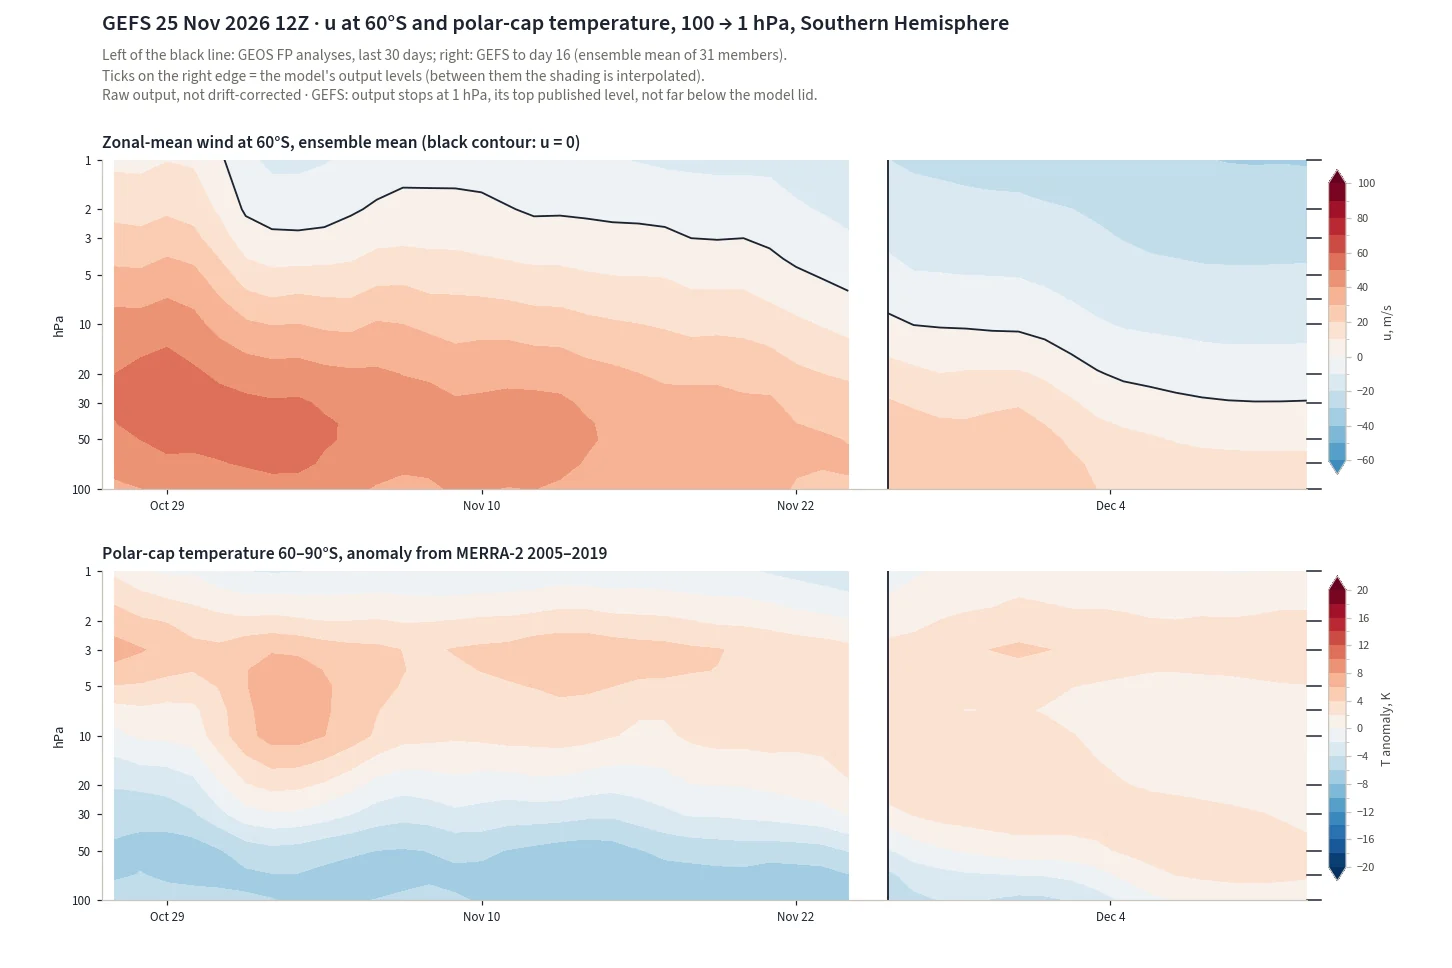 GEFS 25 Nov 2026 12Z · u at 60°S and polar-cap temperature, 100 → 1 hPa, Southern Hemisphere
Left of the black line: GEOS FP analyses, last 30 days; right: GEFS to day 16 (ensemble mean of 31 members).
Ticks on the right edge = the model's output levels (between them the shading is interpolated).
Raw output, not drift-corrected · GEFS: output stops at 1 hPa, its top published level, not far below the model lid.
Zonal-mean wind at 60°S, ensemble mean (black contour: u = 0)
1
2
3
5
10
20
30
50
100
hPa
Oct 29
Nov 10
Nov 22
Dec 4
100
80
60
40
20
0
−20
−40
−60
u, m/s
Polar-cap temperature 60–90°S, anomaly from MERRA-2 2005–2019
1
2
3
5
10
20
30
50
100
hPa
Oct 29
Nov 10
Nov 22
Dec 4
20
16
12
8
4
0
−4
−8
−12
−16
−20
T anomaly, K